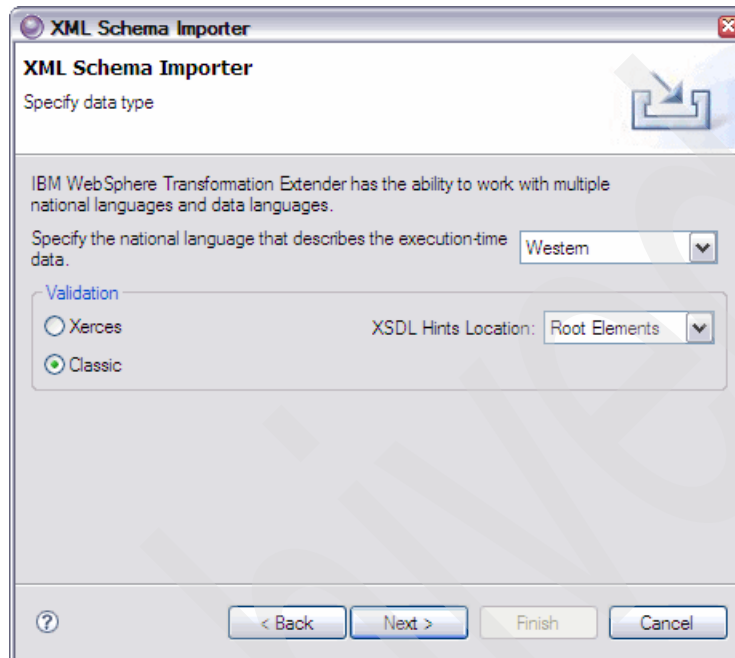 XML Schema Importer
XML Schema Importer
Specify data type
IBM WebSphere Transformation Extender has the ability to work with multiple
national languages and data languages.
Specify the national language that describes the execution-time
data.
Western
Validation
Xerces
XSDL Hints Location:
Root Elements
Classic
?
< Back
Next >
Finish
Cancel